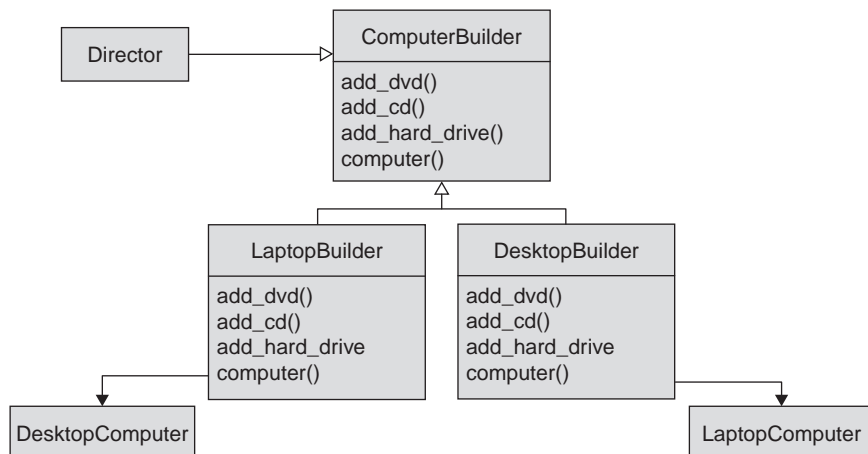 Director
ComputerBuilder
add_dvd()
add_cd()
add_hard_drive()
computer()
LaptopBuilder
add_dvd()
add_cd()
add_hard_drive
computer()
DesktopBuilder
add_dvd()
add_cd()
add_hard_drive
computer()
DesktopComputer
LaptopComputer